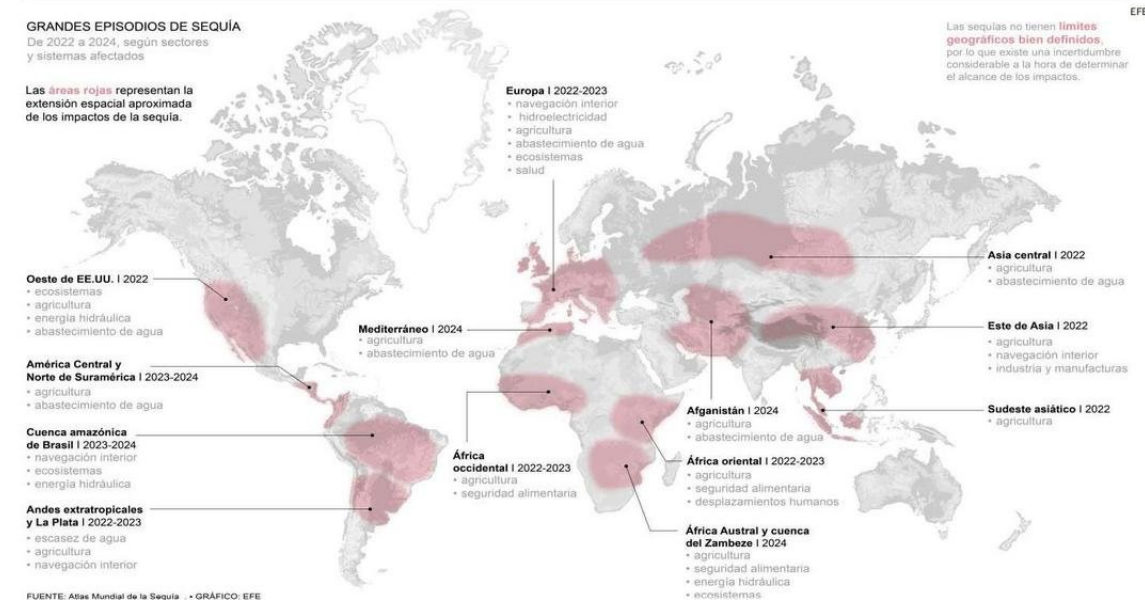 EFE
GRANDES EPISODIOS DE SEQUÍA
De 2022 a 2024, según sectores
y sistemas afectados
Las áreas rojas representan la
extensión espacial aproximada
de los impactos de la sequía.
Las sequías no tienen límites
geográficos bien definidos,
por lo que existe una incertidumbre
considerable a la hora de determinar
el alcance de los impactos.
Europa I 2022-2023
• navegación interior
• hidroelectricidad
• agricultura
• abastecimiento de agua
• ecosistemas
• salud
Oeste de EE.UU. I 2022
• ecosistemas
• agricultura
• energía hidráulica
• abastecimiento de agua
América Central y
Norte de Suramérica I 2023-2024
• agricultura
• abastecimiento de agua
Cuenca amazónica
de Brasil I 2023-2024
• navegación interior
• ecosistemas
• energía hidráulica
Andes extratropicales
y La Plata I 2022-2023
• escasez de agua
• agricultura
• navegación interior
Mediterráneo I 2024
• agricultura
• abastecimiento de agua
África
occidental I 2022-2023
• agricultura
• seguridad alimentaria
Afganistán I 2024
• agricultura
• abastecimiento de agua
África oriental I 2022-2023
• agricultura
• seguridad alimentaria
• desplazamientos humanos
África Austral y cuenca
del Zambeze I 2024
• agricultura
• seguridad alimentaria
• energía hidráulica
• ecosistemas
Asia central I 2022
• agricultura
• abastecimiento de agua
Este de Asia I 2022
• agricultura
• navegación interior
• industria y manufacturas
Sudeste asiático I 2022
• agricultura
FUENTE: Atlas Mundial de la Sequía . • GRÁFICO: EFE